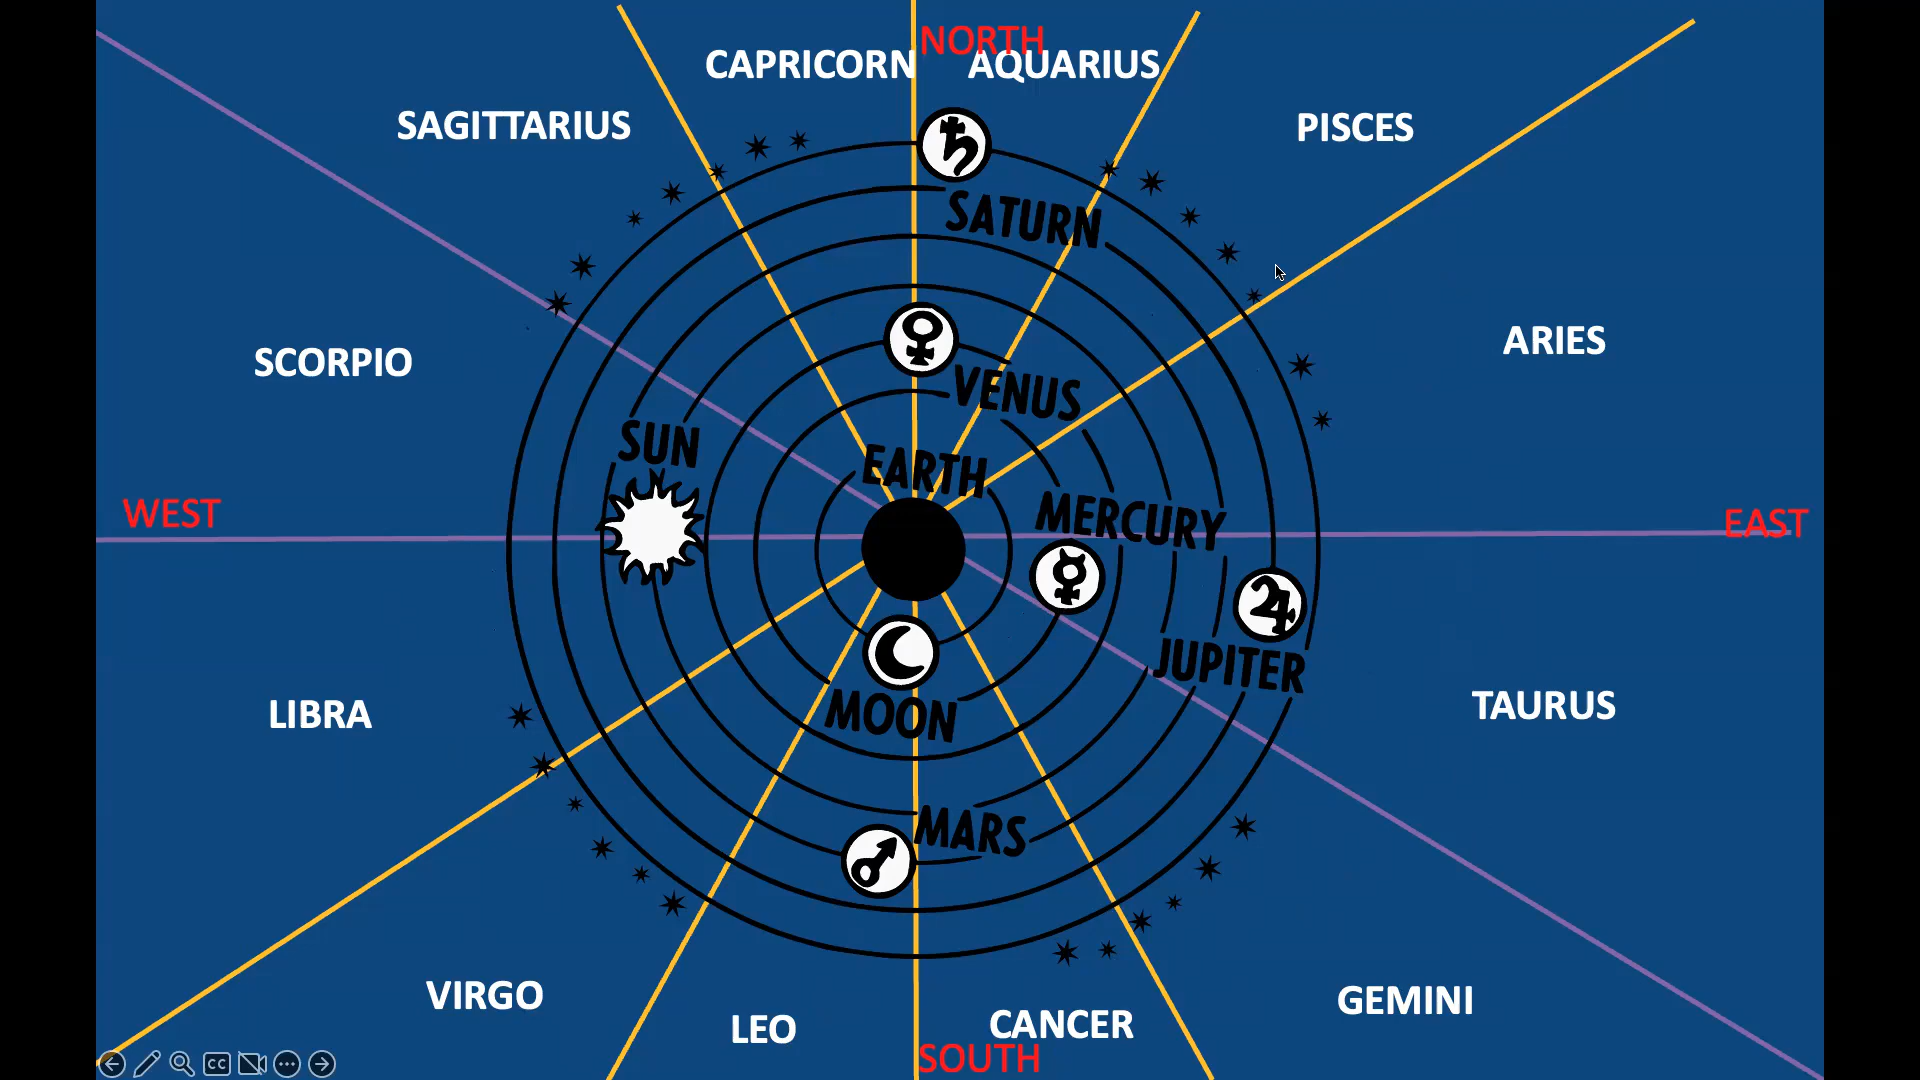 NORTH
CAPRICORN
AQUARIUS
SAGITTARIUS
PISCES
SATURN
ARIES
SCORPIO
VENUS
SUN
EARTH
WEST
MERCURY
EAST
JUPITER
TAURUS
LIBRA
MOON
MARS
VIRGO
GEMINI
LEO
CANCER
SOUTH
CC